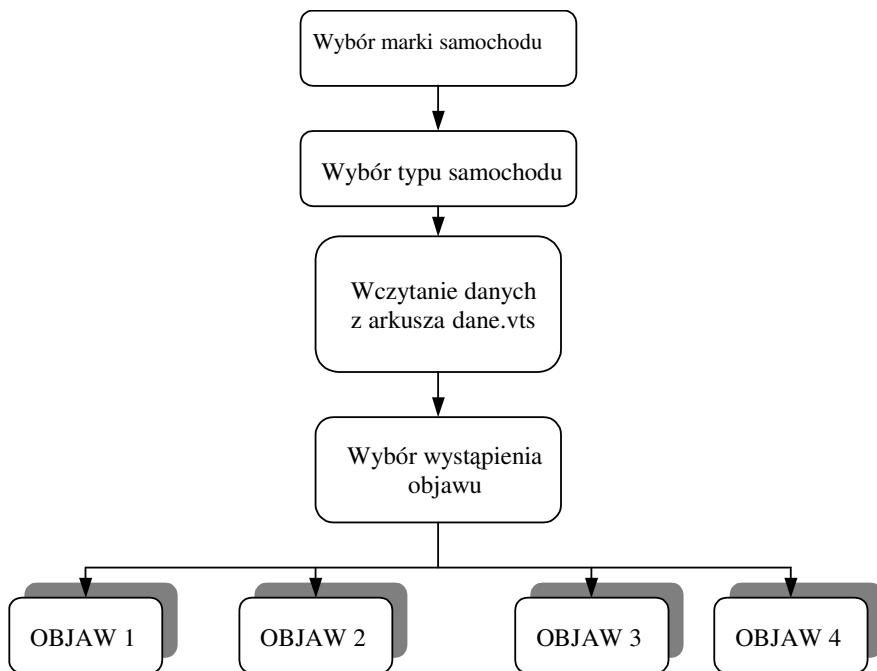 Wybór marki samochodu
Wybór typu samochodu
Wczytanie danych
z arkusza dane.vts
Wybór wystąpienia
objawu
OBJAW 1
OBJAW 2
OBJAW 3
OBJAW 4